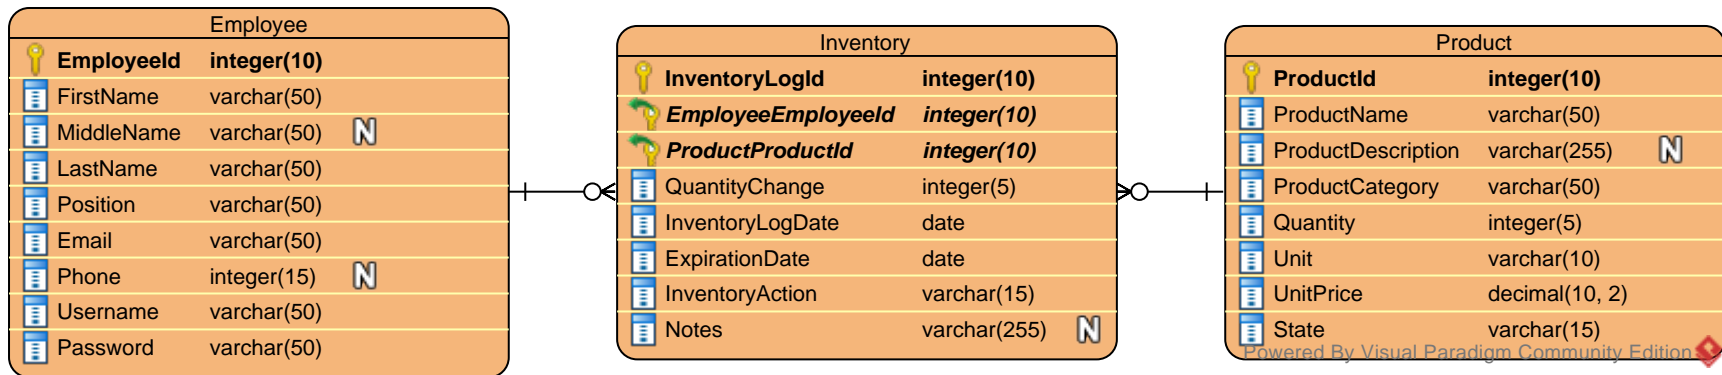 Employee
EmployeeId integer(10)
FirstName varchar(50)
MiddleName varchar(50) N
LastName varchar(50)
Position varchar(50)
Email varchar(50)
Phone integer(15) N
Username varchar(50)
Password varchar(50)
Inventory
InventoryLogId integer(10)
EmployeeEmployeeId integer(10)
ProductProductId integer(10)
QuantityChange integer(5)
InventoryLogDate date
ExpirationDate date
InventoryAction varchar(15)
Notes varchar(255) N
Product
ProductId integer(10)
ProductName varchar(50)
ProductDescription varchar(255) N
ProductCategory varchar(50)
Quantity integer(5)
Unit varchar(10)
UnitPrice decimal(10, 2)
State varchar(15)
Powered By Visual Paradigm Community Edition